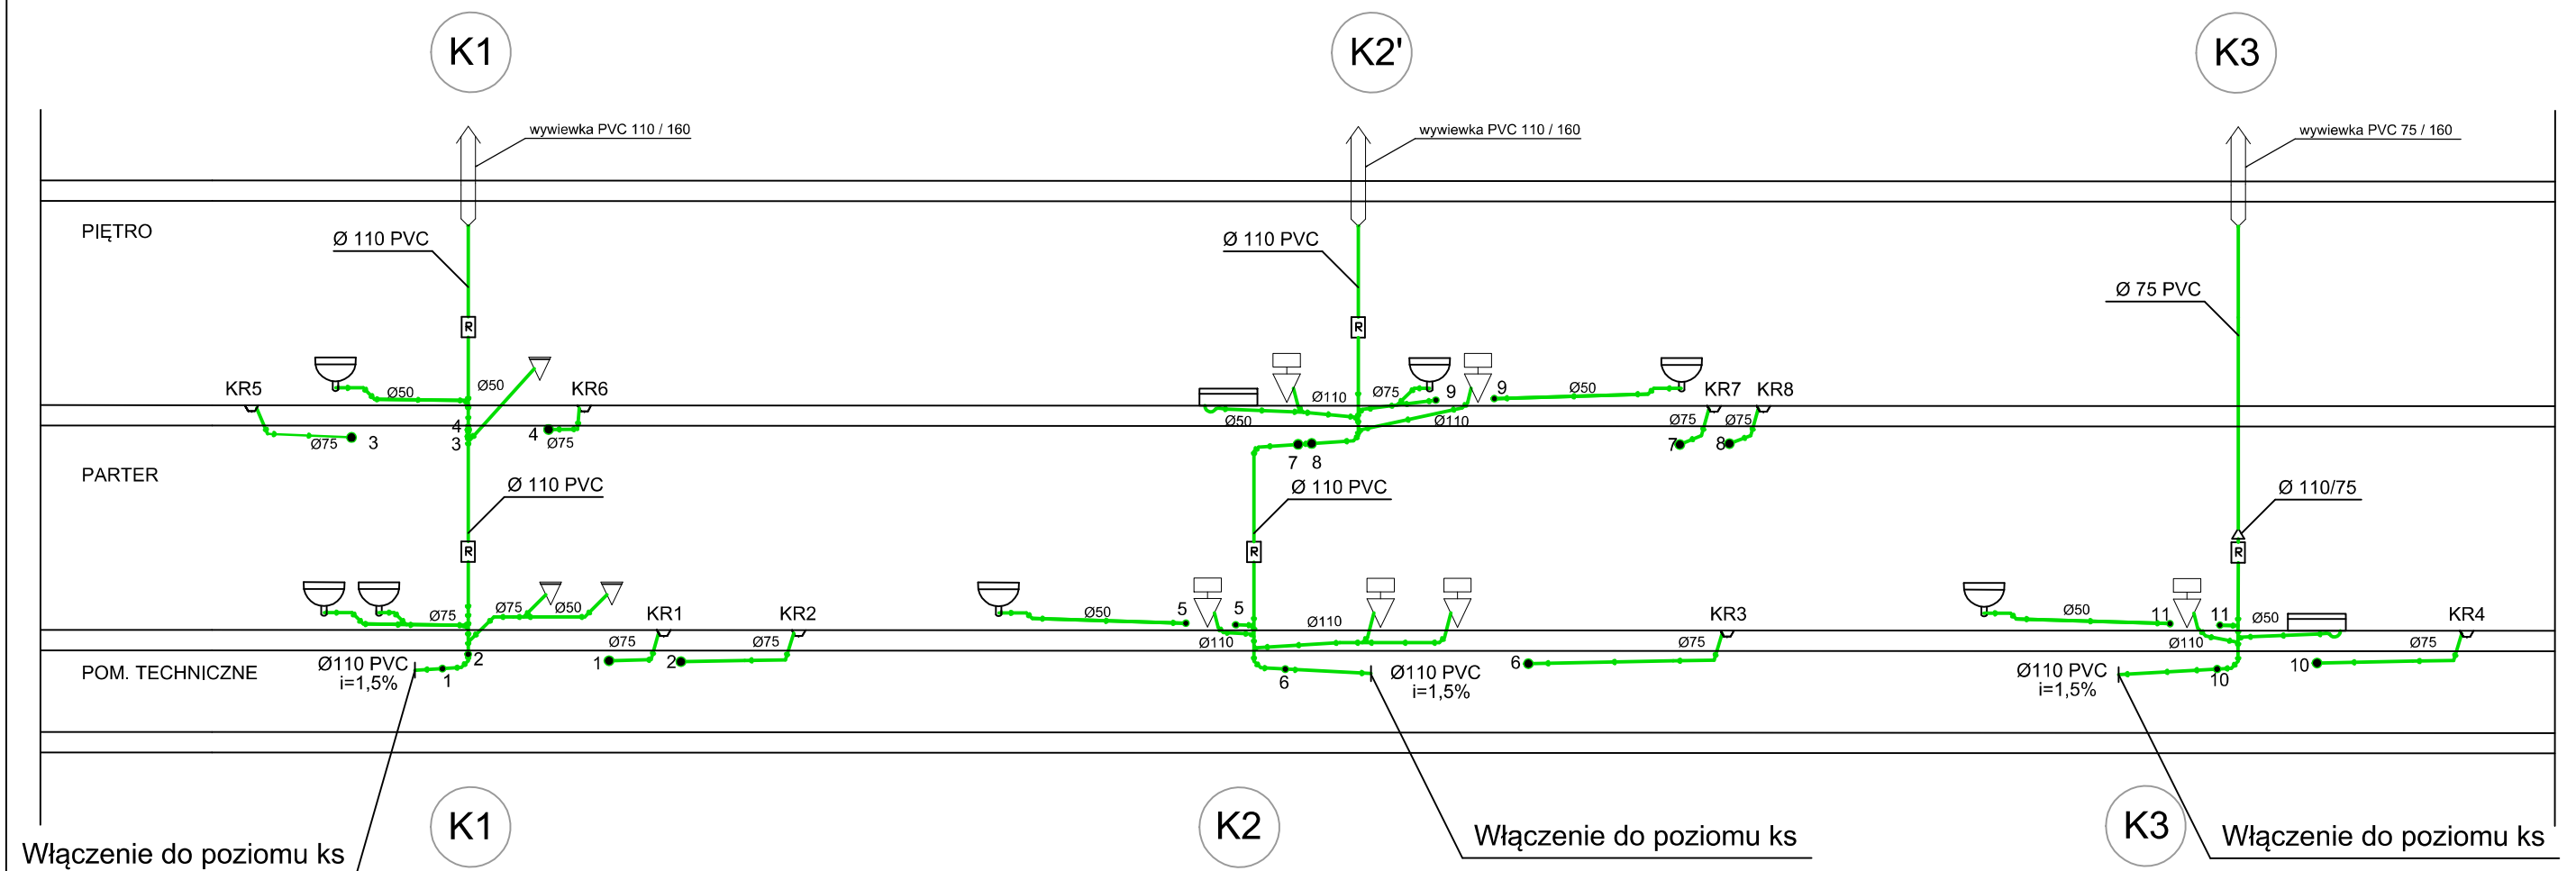 K1
K2'
K3
wywiewka PVC 110 / 160
wywiewka PVC 110 / 160
wywiewka PVC 75 / 160
PIĘTRO
Ø 110 PVC
Ø 110 PVC
Ø 75 PVC
R
R
KR5
Ø50
Ø50
KR6
Ø110
Ø75
9
9
Ø50
KR7
KR8
Ø75
3
4
3
4
Ø75
Ø50
Ø110
Ø75
Ø75
7
8
7
8
PARTER
Ø 110 PVC
Ø 110 PVC
Ø 110/75
R
R
R
Ø75
Ø75
Ø50
KR1
KR2
Ø50
5
5
Ø110
KR3
Ø50
11
11
Ø50
KR4
Ø75
Ø75
Ø110
Ø75
Ø110
Ø75
POM. TECHNICZNE
Ø110 PVC
i=1,5%
1
2
1
2
6
Ø110 PVC
i=1,5%
6
Ø110 PVC
i=1,5%
10
10
K1
K2
K3
Włączenie do poziomu ks
Włączenie do poziomu ks
Włączenie do poziomu ks